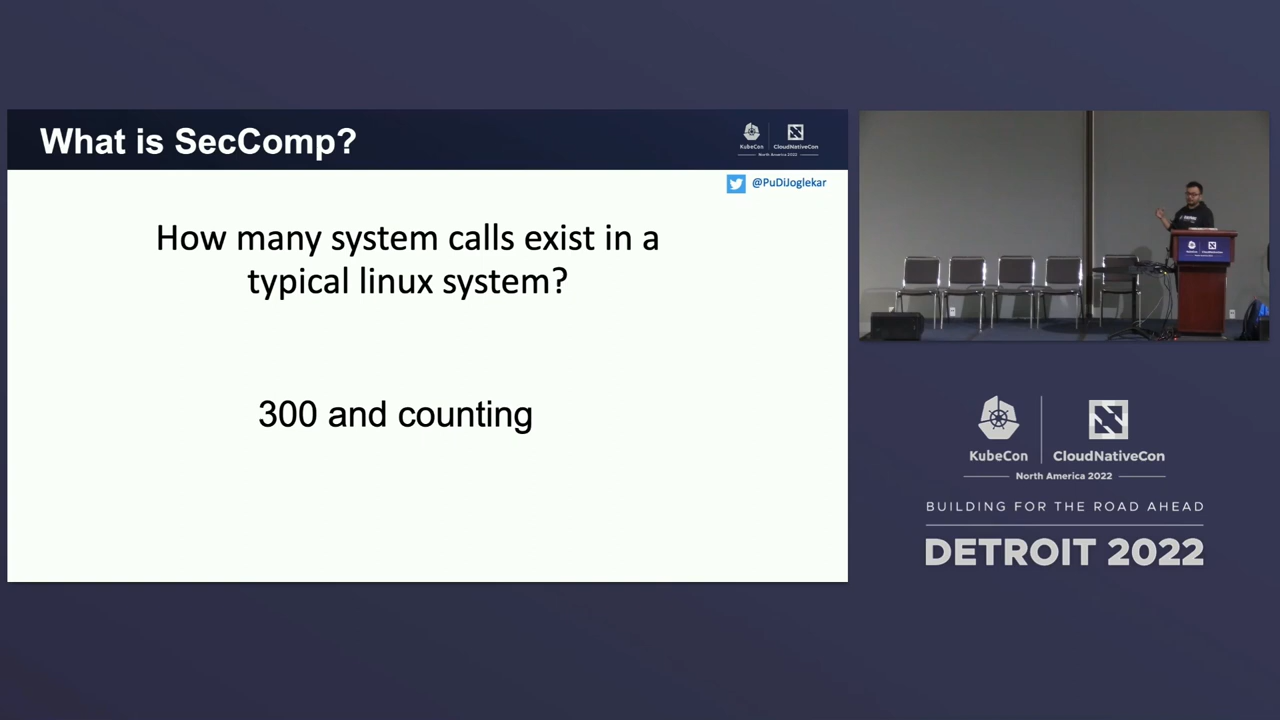 What is SecComp?
KubeCon
CloudNativeCon
North America 2022
@PuDiJoglekar
How many system calls exist in a
typical linux system?
300 and counting
KubeCon
CloudNativeCon
North America 2022
BUILDING FOR THE ROAD AHEAD
DETROIT 2022